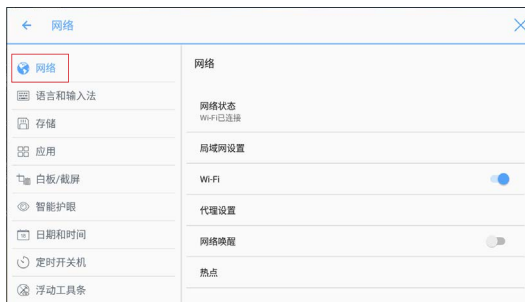 网络
网络
语言和输入法
存储
应用
白板/截屏
智能护眼
日期和时间
定时开关机
浮动工具条
网络
网络状态
Wi-Fi已连接
局域网设置
Wi-Fi
代理设置
网络唤醒
热点